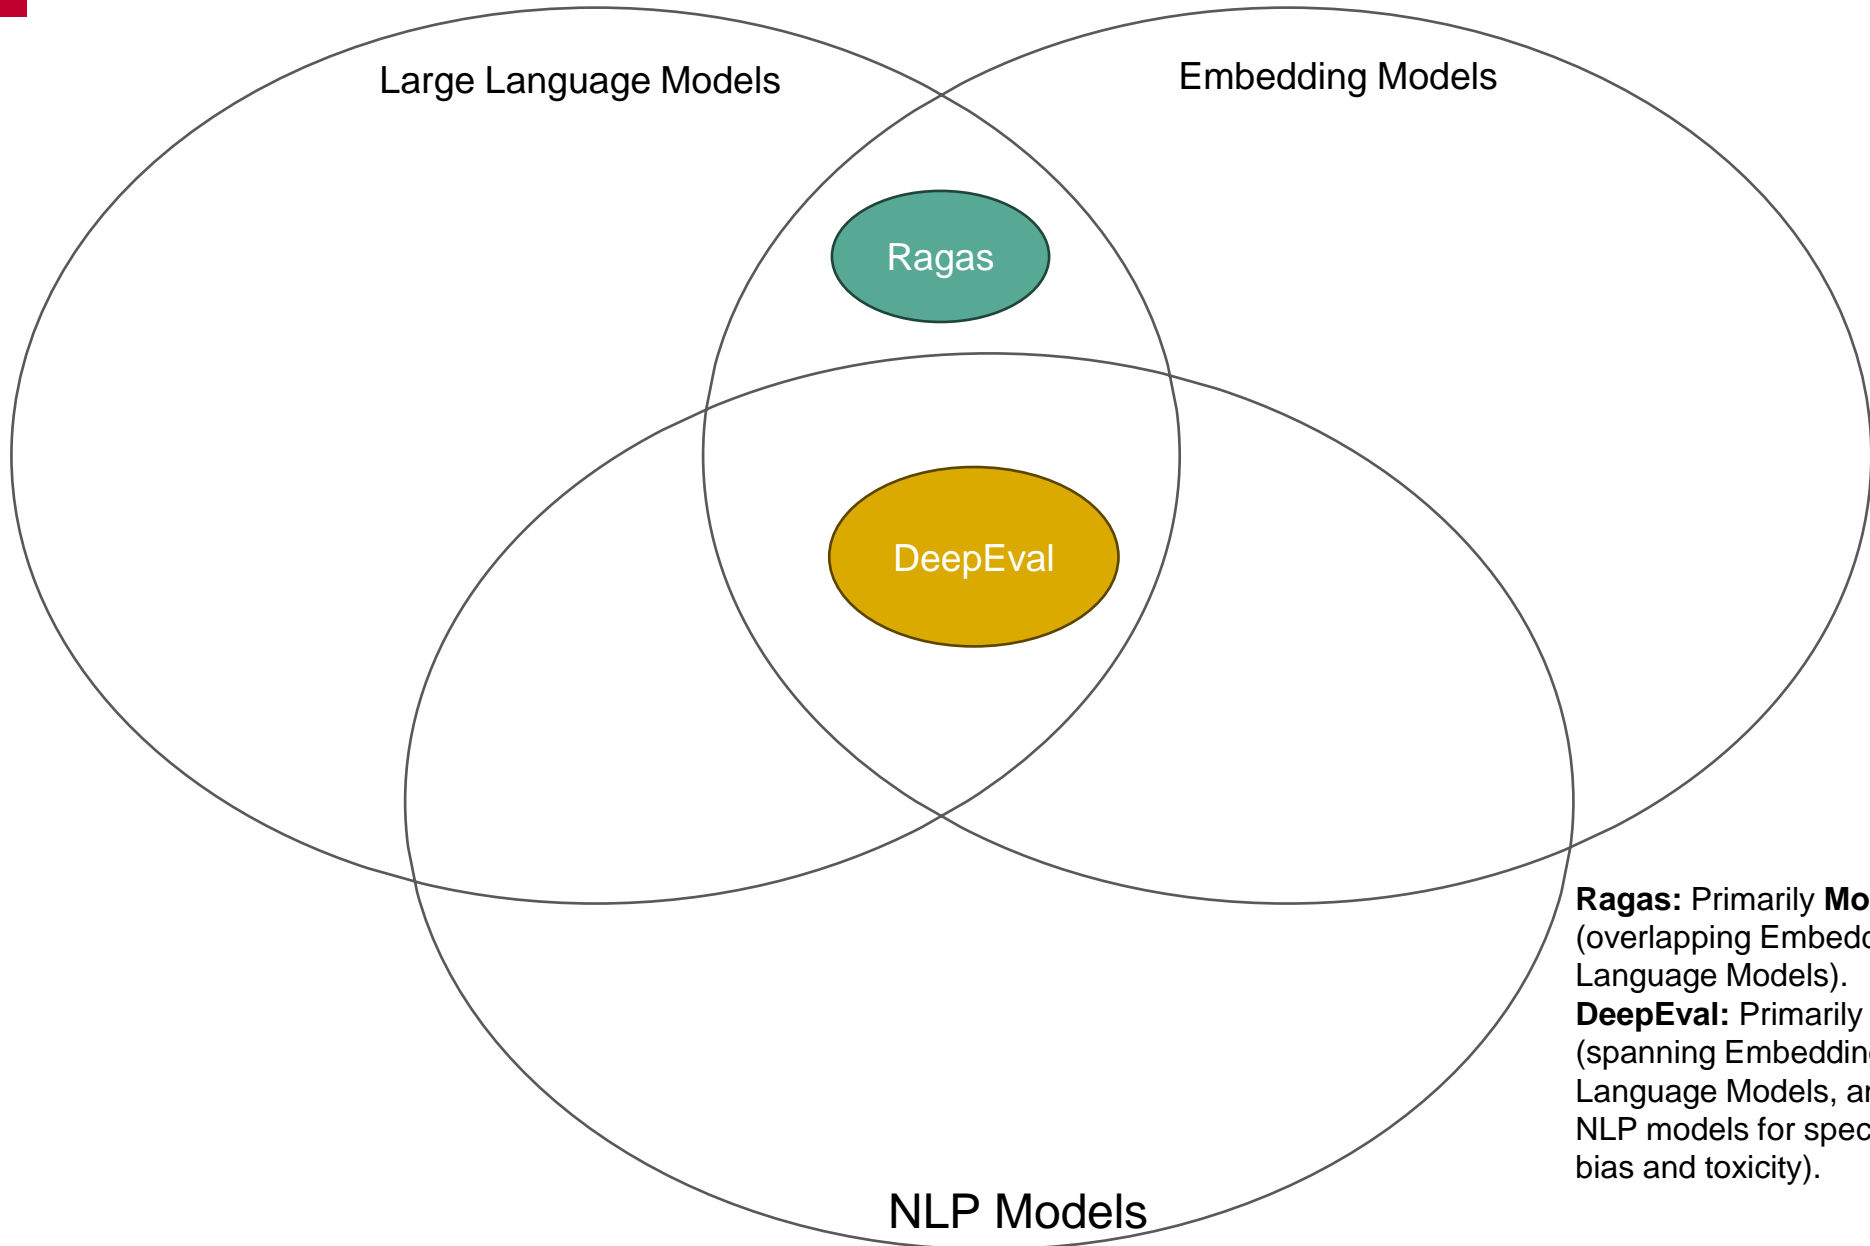 Large Language Models
Embedding Models
Ragas
DeepEval
NLP Models
Ragas: Primarily
(overlapping
Language Models).
DeepEval: Primarily
(spanning
Language Models,
NLP models for
bias and toxicity).